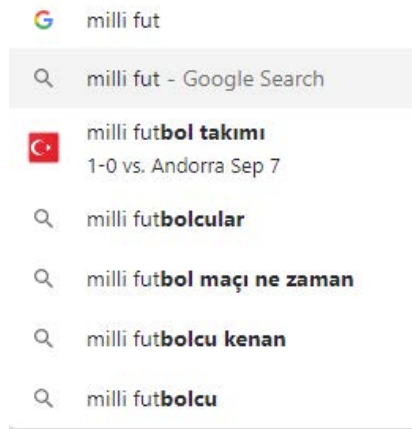 milli fut
milli fut - Google Search
milli futbol takımı
1-0 vs. Andorra Sep 7
milli futbolcular
milli futbol maçı ne zaman
milli futbolcu kenan
milli futbolcu